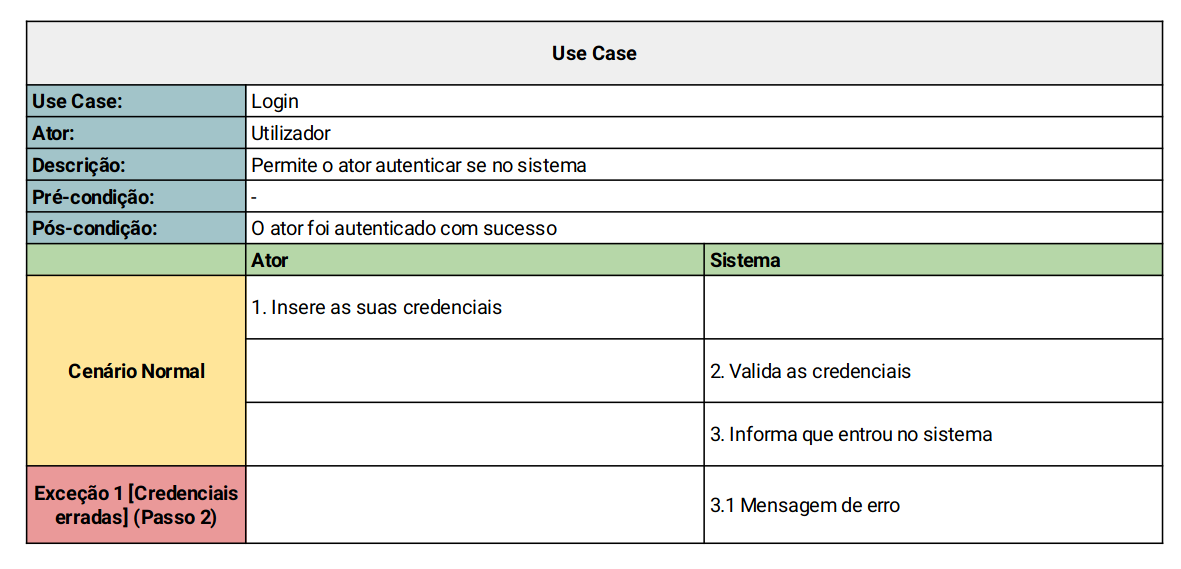 Use Case
Use Case: Login
Ator: Utilizador
Descrição: Permite o ator autenticar se no sistema
Pré-condição: -
Pós-condição: O ator foi autenticado com sucesso
Ator Sistema
Cenário Normal
1. Insere as suas credenciais
2. Valida as credenciais
3. Informa que entrou no sistema
Exceção 1 [Credenciais
erradas] (Passo 2)
3.1 Mensagem de erro